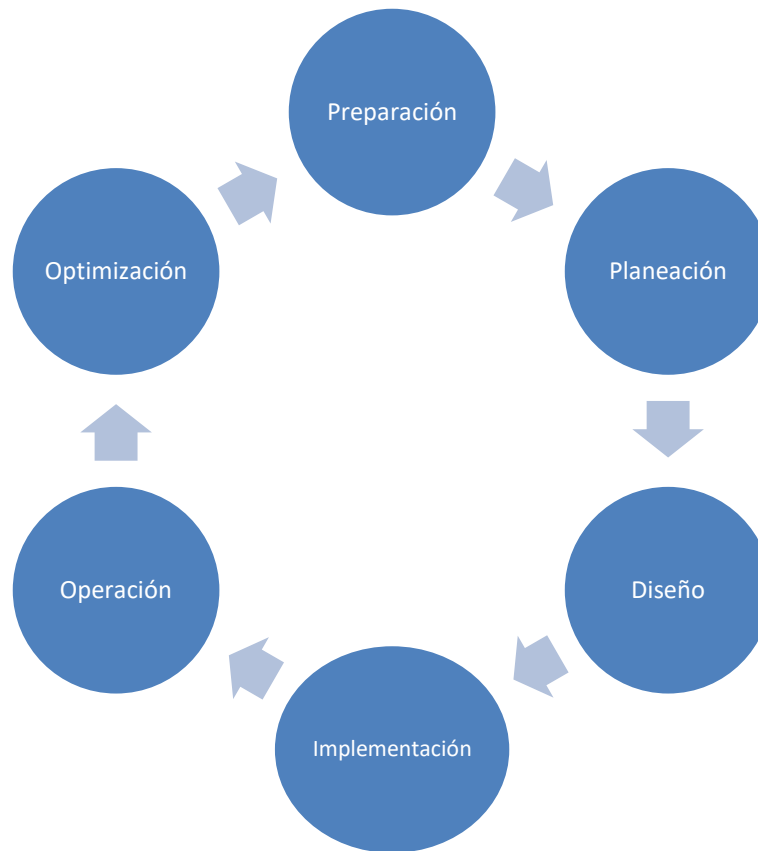 Preparación
Planeación
Diseño
Implementación
Operación
Optimización